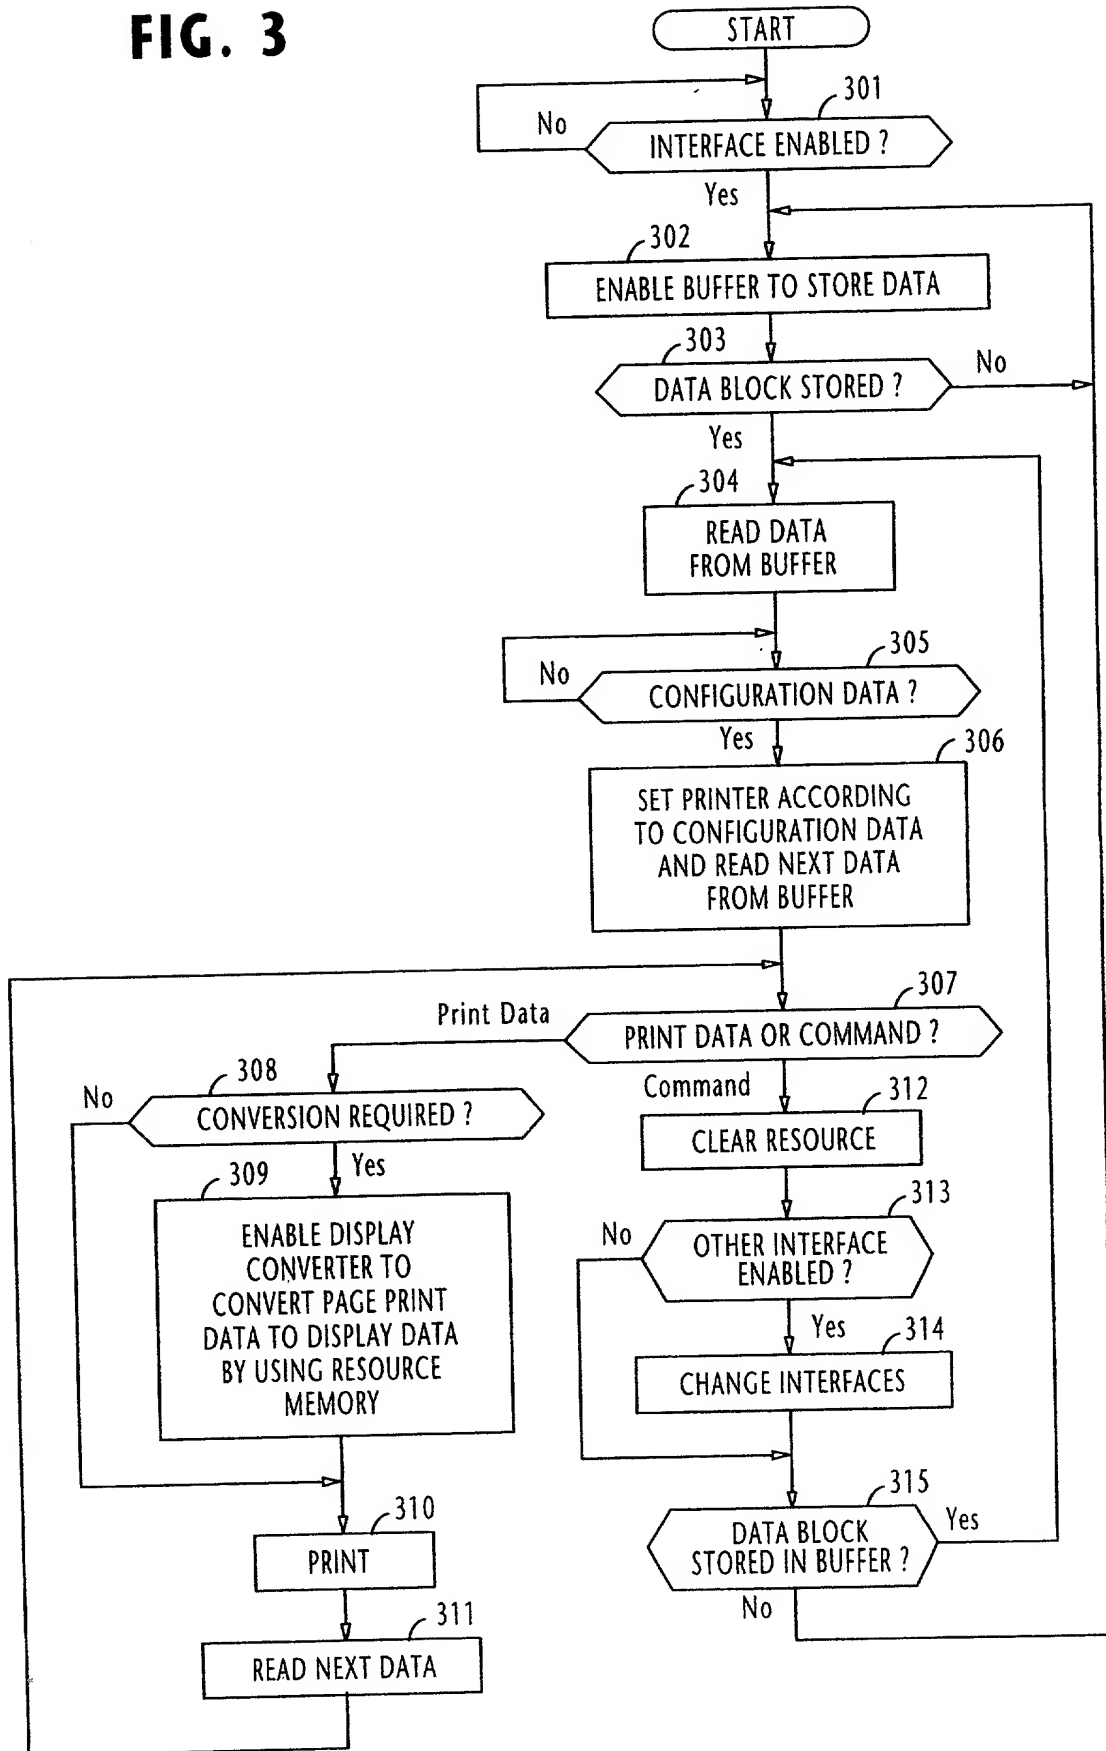 FIG. 3
START
301
No
INTERFACE ENABLED ?
Yes
302
ENABLE BUFFER TO STORE DATA
303
No
DATA BLOCK STORED ?
Yes
304
READ DATA
FROM BUFFER
305
No
CONFIGURATION DATA ?
Yes
306
SET PRINTER ACCORDING
TO CONFIGURATION DATA
AND READ NEXT DATA
FROM BUFFER
307
Print Data
PRINT DATA OR COMMAND ?
308
No
CONVERSION REQUIRED ?
Yes
309
ENABLE DISPLAY
CONVERTER TO
CONVERT PAGE PRINT
DATA TO DISPLAY DATA
BY USING RESOURCE
MEMORY
310
PRINT
311
READ NEXT DATA
Command
312
CLEAR RESOURCE
313
No
OTHER INTERFACE
ENABLED ?
Yes
314
CHANGE INTERFACES
315
DATA BLOCK
STORED IN BUFFER ?
Yes
No